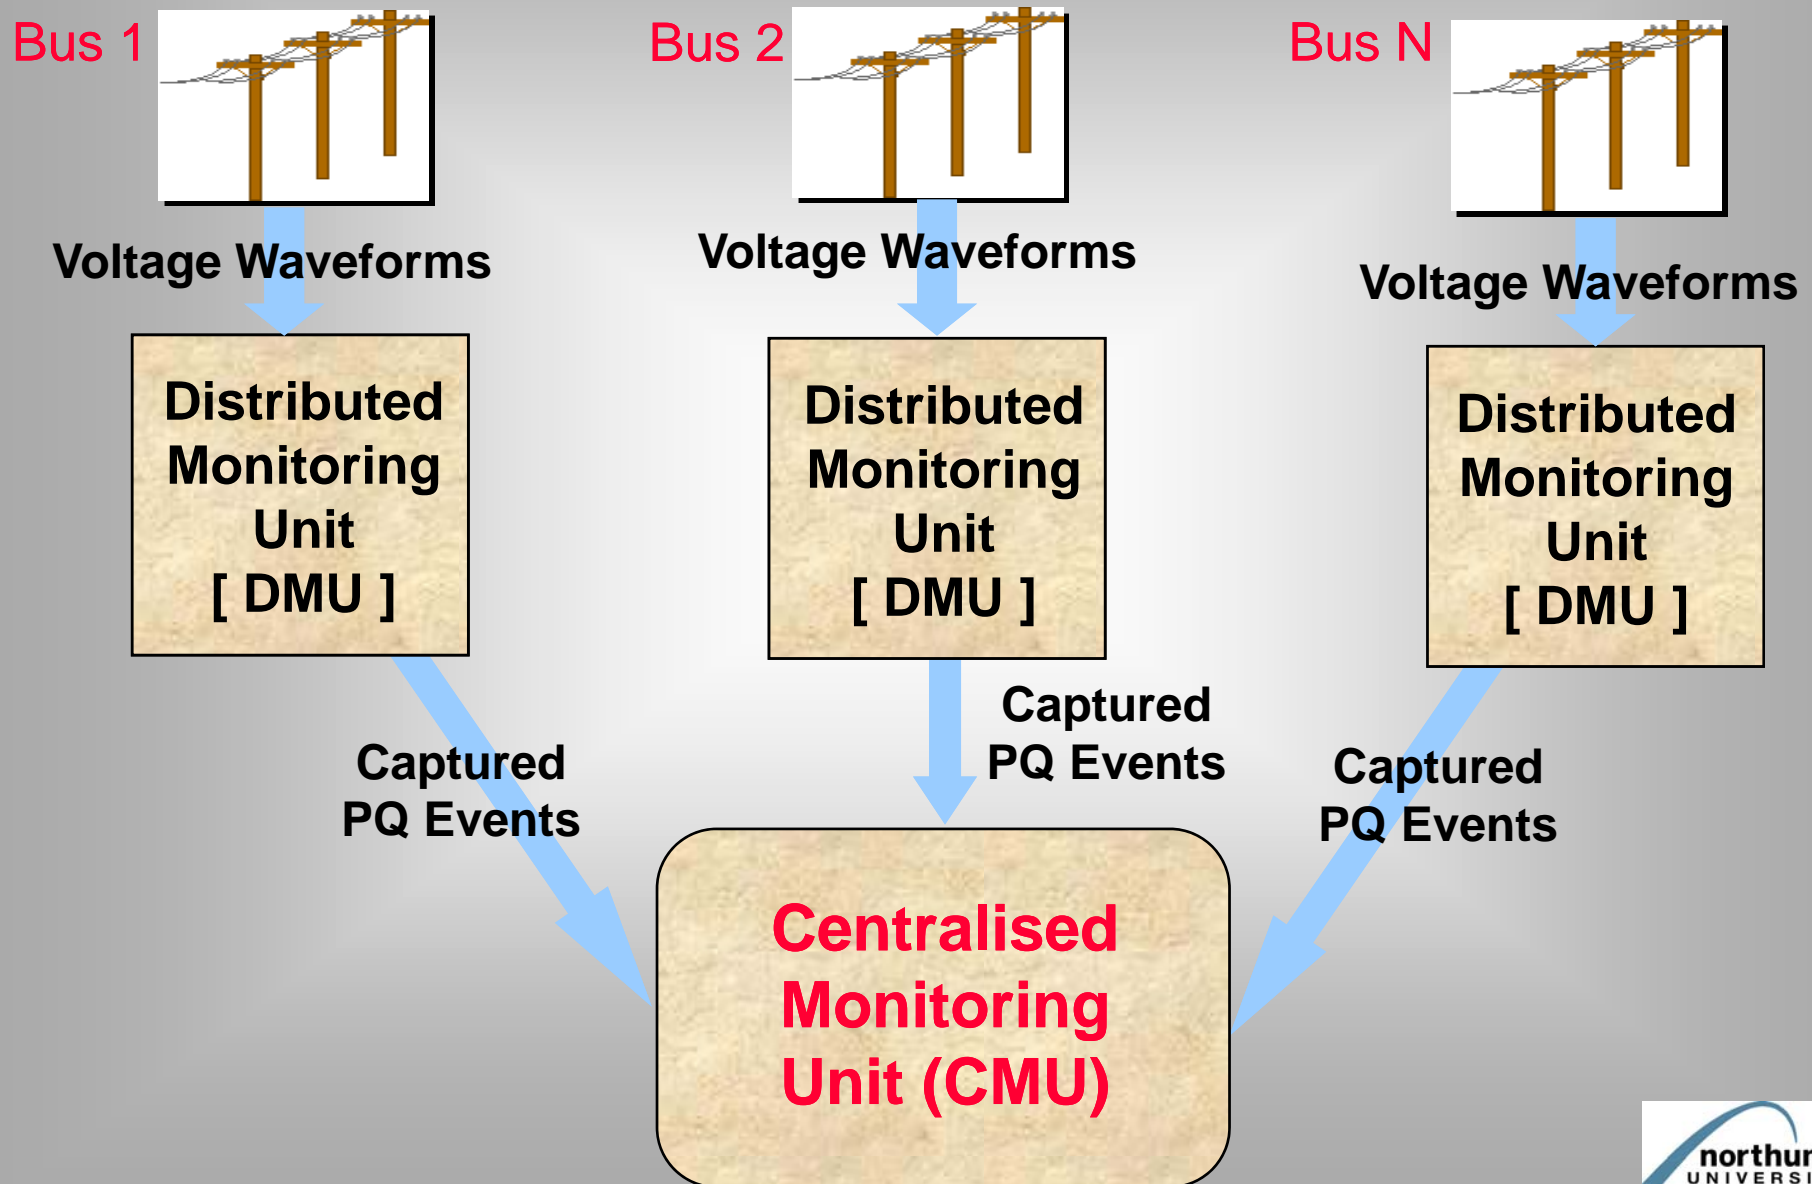 Bus 1
Bus 2
Bus N
Voltage Waveforms
Voltage Waveforms
Voltage Waveforms
Distributed
Monitoring
Unit
[ DMU ]
Distributed
Monitoring
Unit
[ DMU ]
Distributed
Monitoring
Unit
[ DMU ]
Captured
PQ Events
Captured
PQ Events
Captured
PQ Events
Centralised
Monitoring
Unit (CMU)